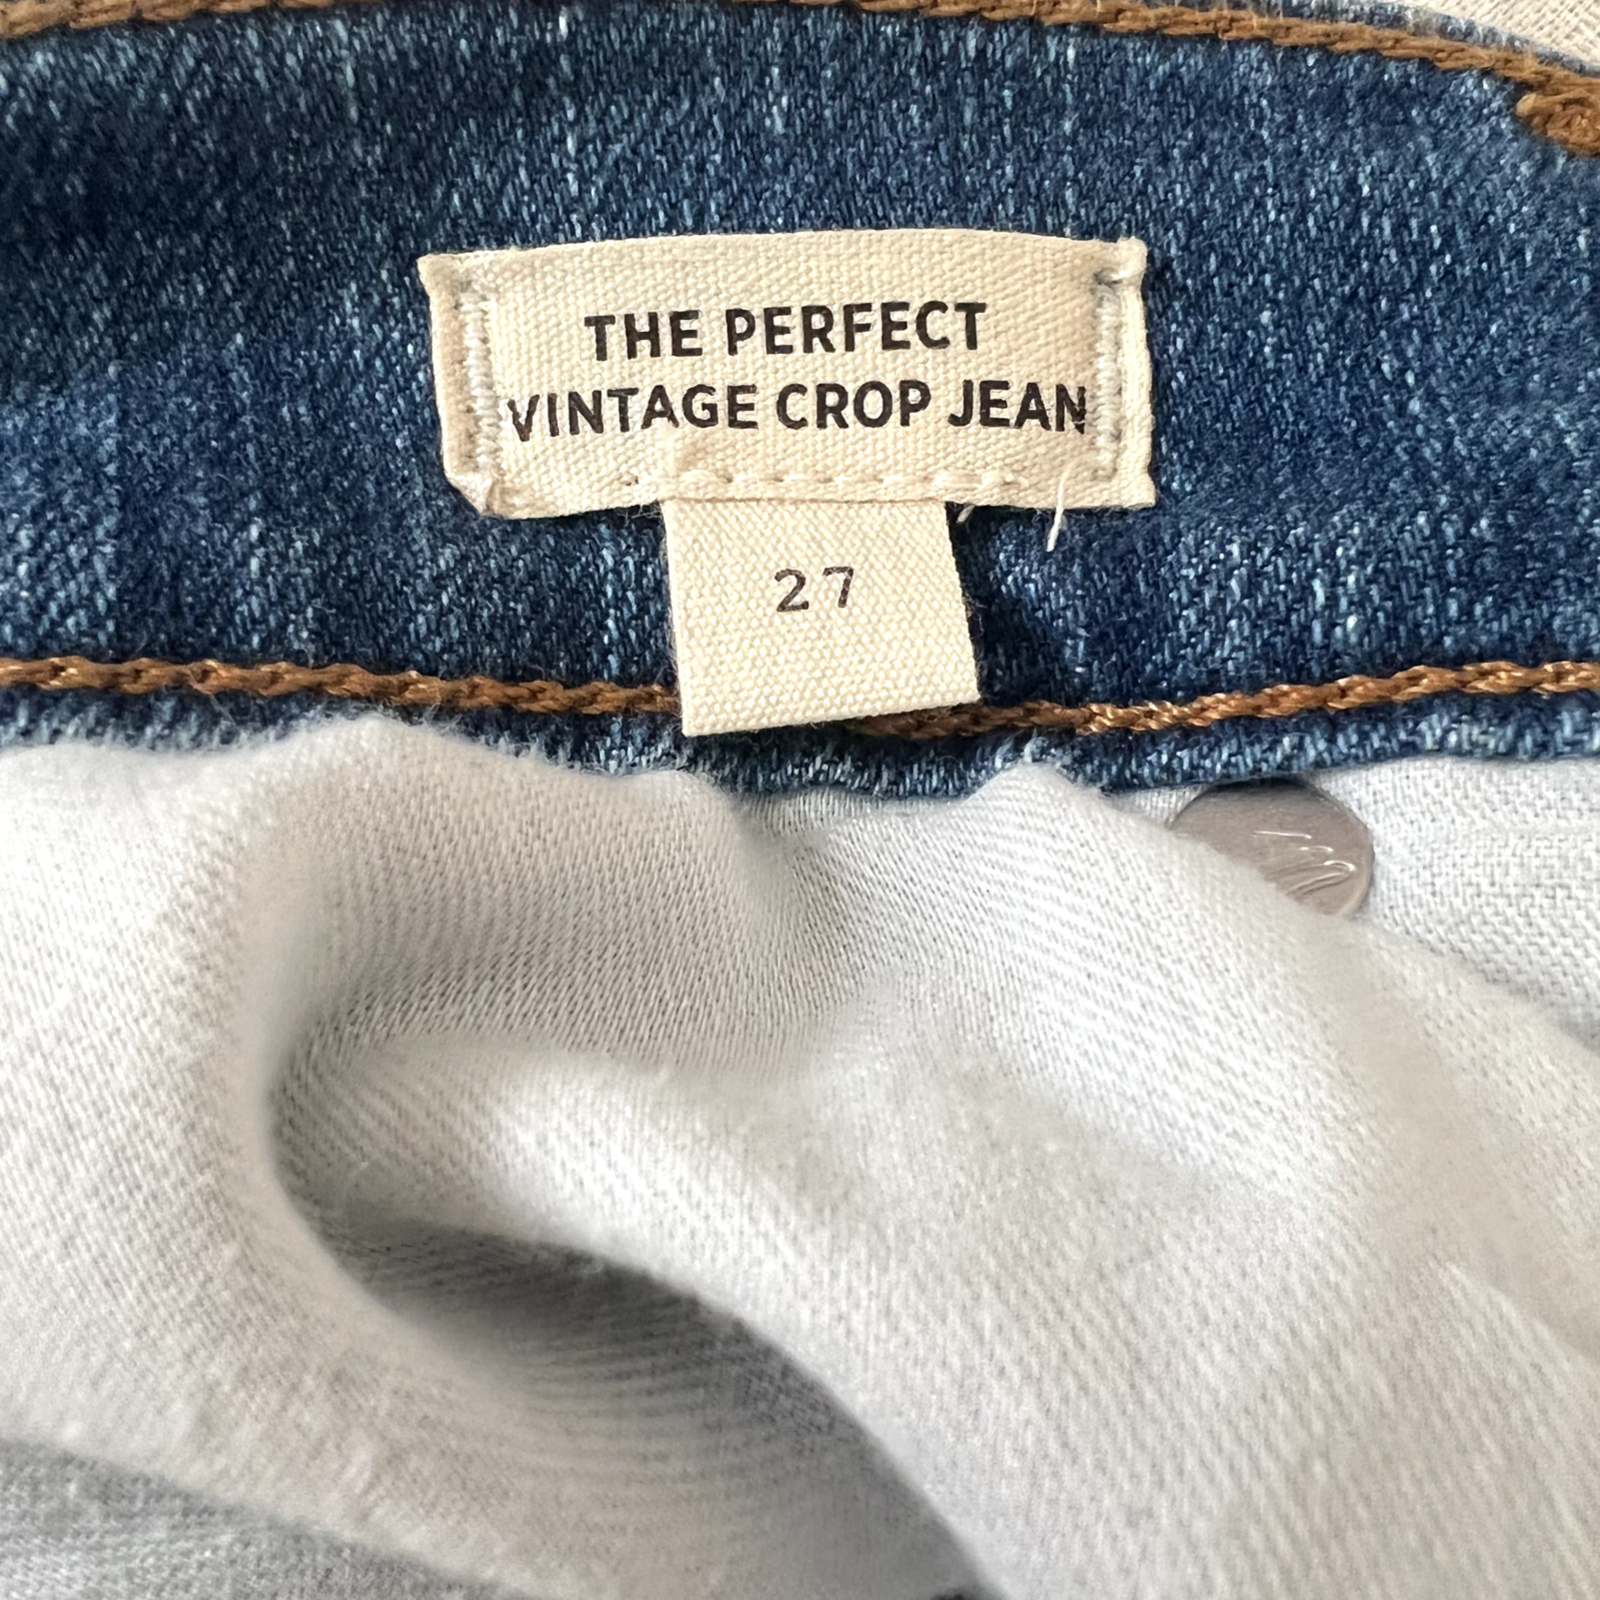 THE PERFECT
VINTAGE CROP JEAN
27